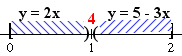 y = 2x 4 y = 5 - 3x
0 1 2